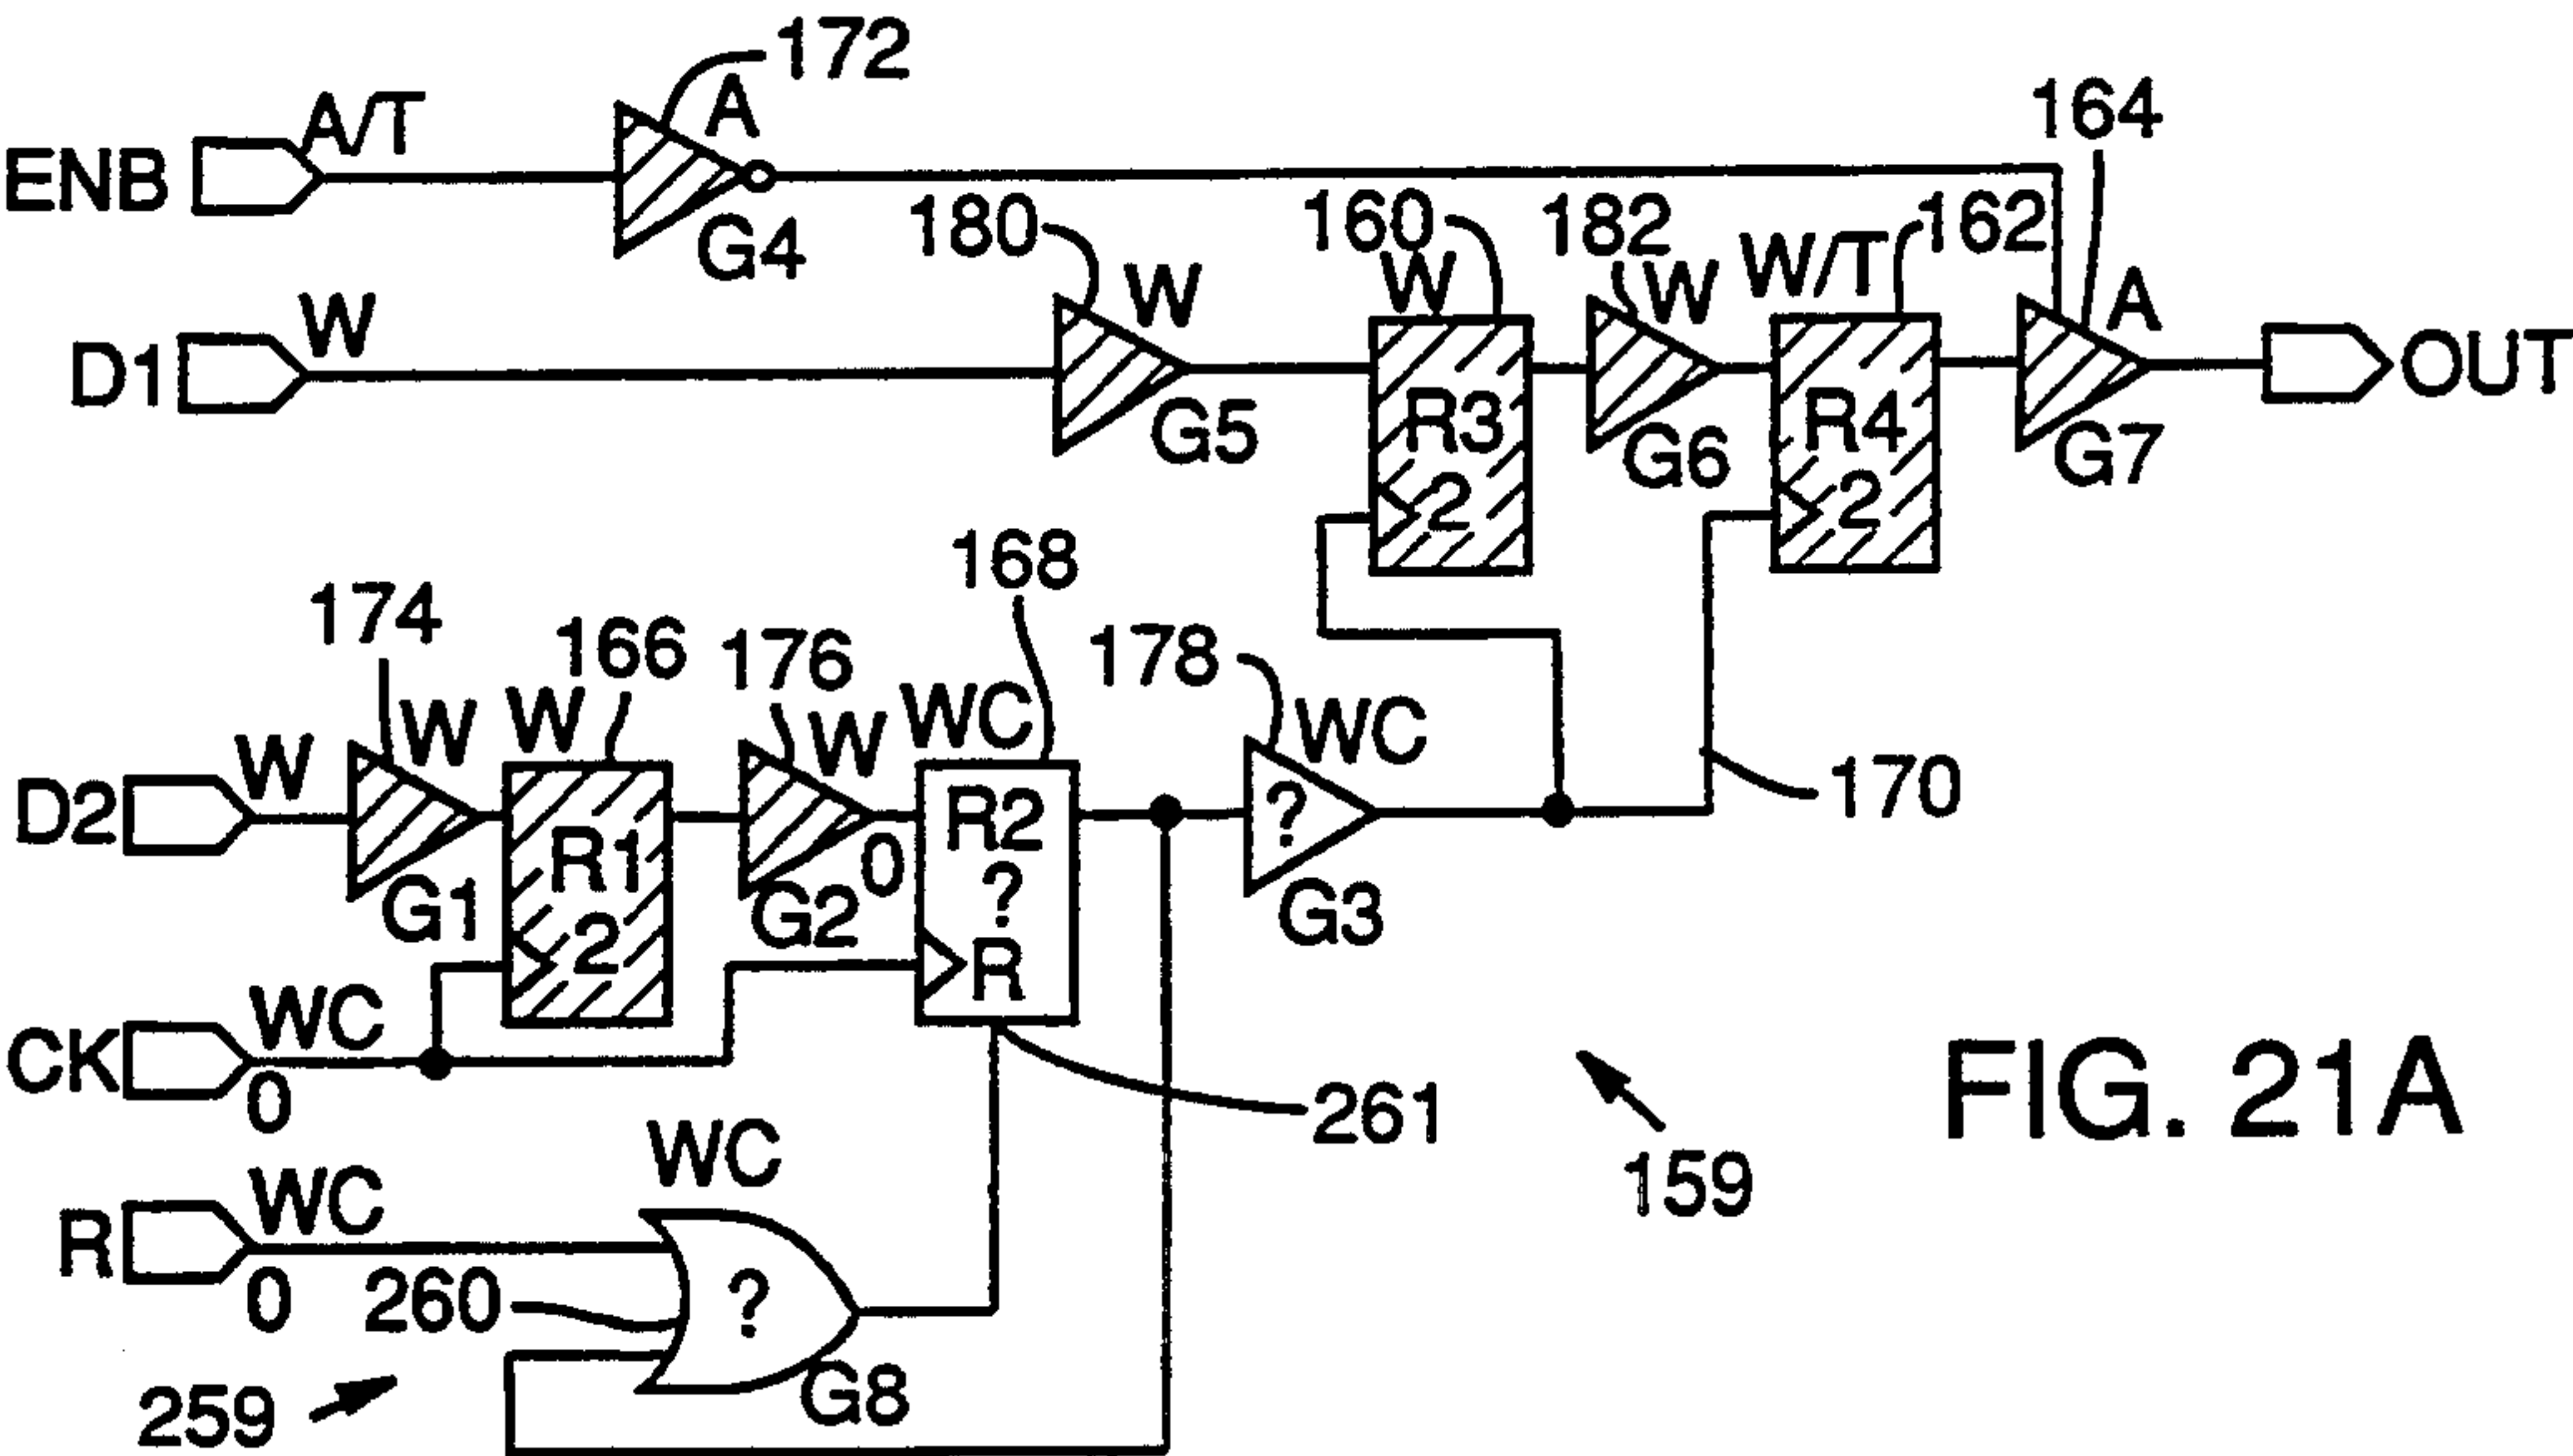 172
A
164
ENB
A/T
G4
180
W
160
W
182
W
W/T
162
A
D1
W
G5
R3
2
G6
R4
2
G7
OUT
174
166
176
168
178
170
D2
W
W
W
W
WC
WC
G1
R1
2
G2
0
R2
?
R
?
G3
CK
WC
0
261
159
FIG. 21A
R
WC
0
WC
260
?
G8
259